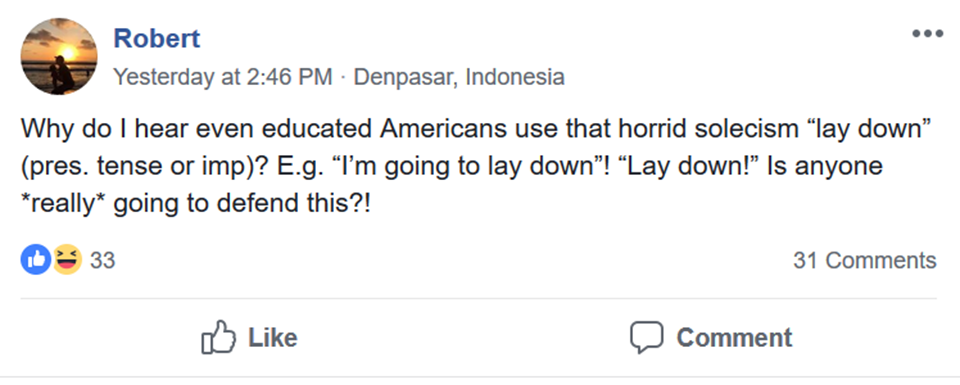 Robert
Yesterday at 2:46 PM · Denpasar, Indonesia
Why do I hear even educated Americans use that horrid solecism “lay down”
(pres. tense or imp)? E.g. “I’m going to lay down”! “Lay down!” Is anyone
*really* going to defend this?!
33
31 Comments
Like
Comment